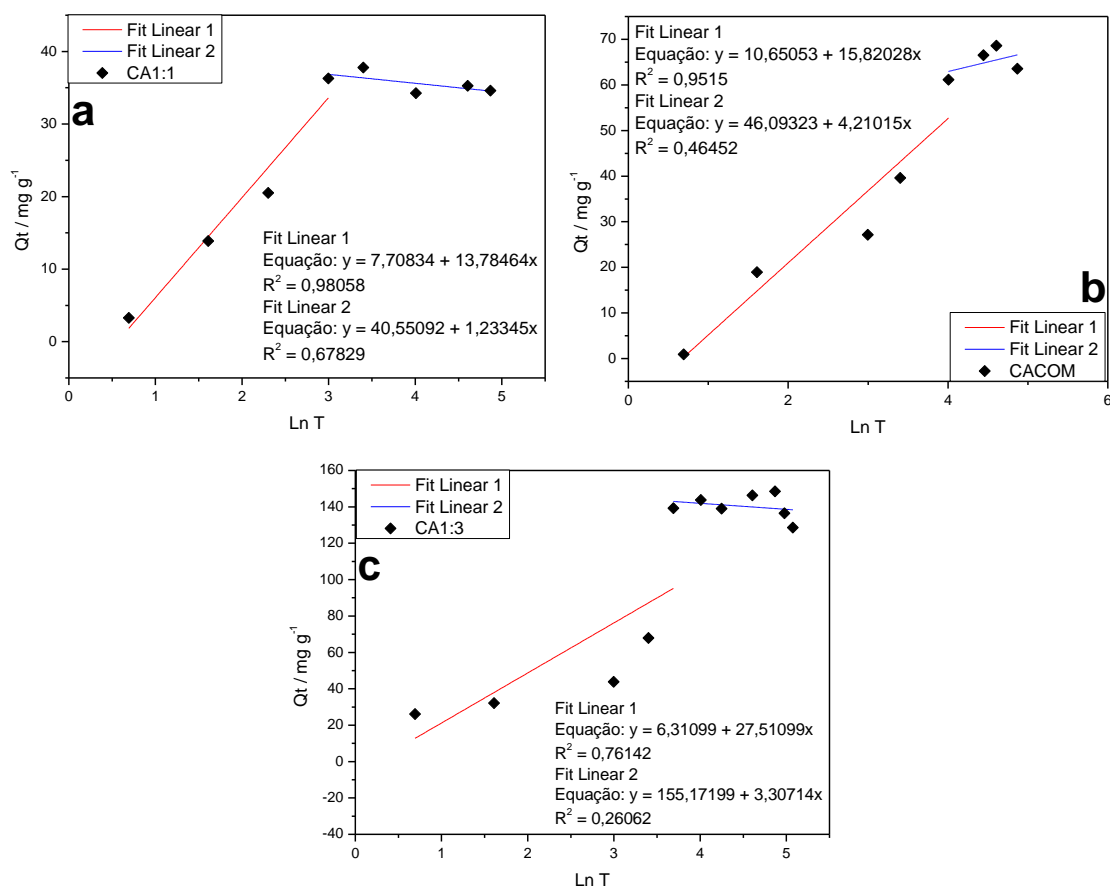 Fit Linear 1
Fit Linear 2
CA1:1
a
40
30
20
10
0
Qt / mg g-1
Fit Linear 1
Equação: y = 7,70834 + 13,78464x
R2 = 0,98058
Fit Linear 2
Equação: y = 40,55092 + 1,23345x
R2 = 0,67829
0 1 2 3 4 5
Ln T
70
60
50
40
30
20
10
0
Qt / mg g-1
Fit Linear 1
Equação: y = 10,65053 + 15,82028x
R2 = 0,9515
Fit Linear 2
Equação: y = 46,09323 + 4,21015x
R2 = 0,46452
b
Fit Linear 1
Fit Linear 2
CACOM
0 2 4 6
Ln T
160
140
120
100
80
60
40
20
0
-20
-40
Qt / mg g-1
Fit Linear 1
Fit Linear 2
CA1:3
c
Fit Linear 1
Equação: y = 6,31099 + 27,51099x
R2 = 0,76142
Fit Linear 2
Equação: y = 155,17199 + 3,30714x
R2 = 0,26062
0 1 2 3 4 5
Ln T